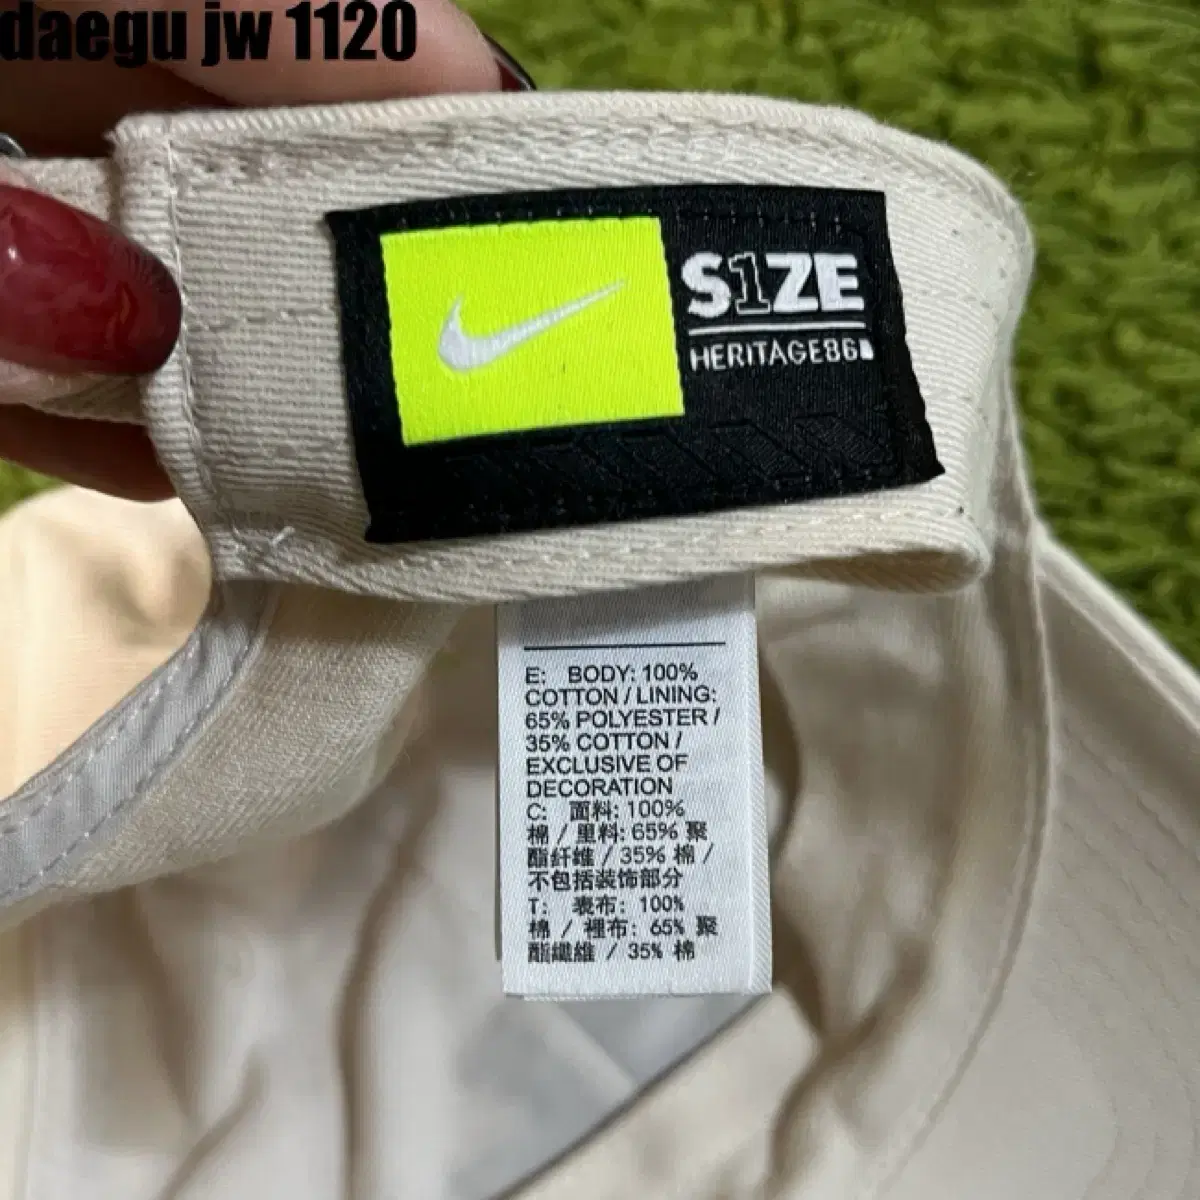 daegu jw 1120
S1ZE
HERITAGE86
E: BODY: 100%
COTTON / LINING:
65% POLYESTER /
35% COTTON /
EXCLUSIVE OF
DECORATION
C: 面料: 100%
棉 / 里料: 65% 聚
酯纤维 / 35% 棉 /
不包括装饰部分
T: 表布: 100%
棉 / 裡布: 65% 聚
酯纖維 / 35% 棉